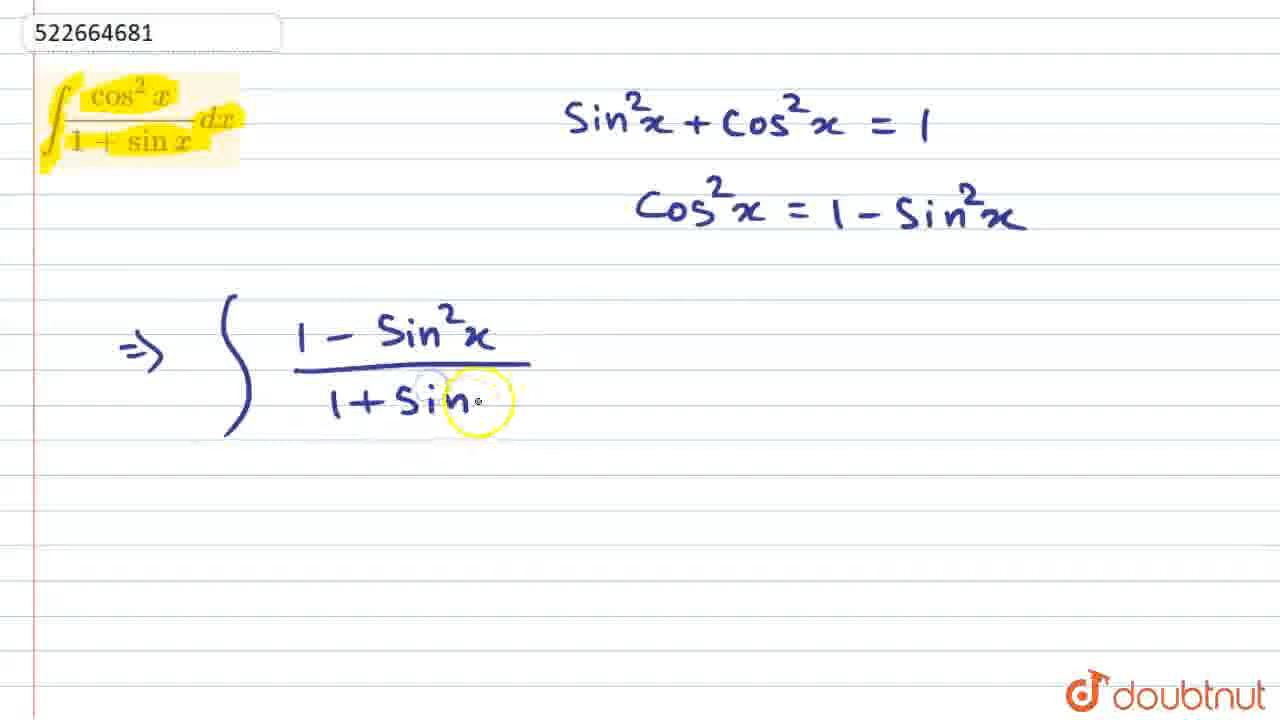 522664681
∫ cos² x / 1 + sin x dx
Sin²x + Cos²x = 1
Cos²x = 1 - Sin²x
⇒ ∫ 1 - Sin²x / 1 + Sin
doubtnut